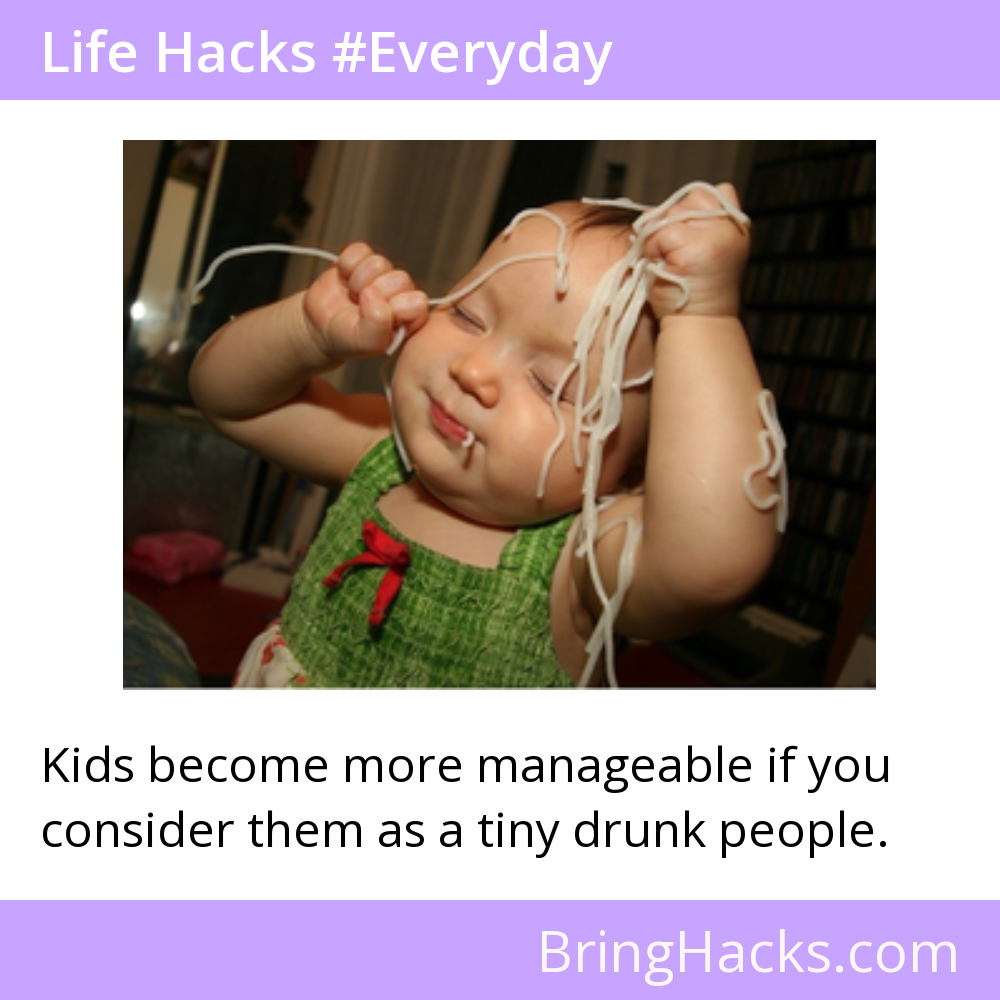 Life Hacks #Everyday
Kids become more manageable if you
consider them as a tiny drunk people.
BringHacks.com